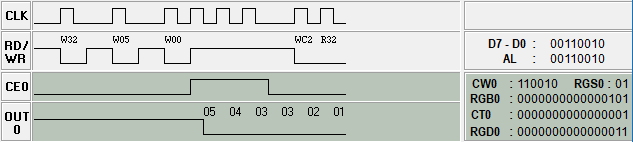 CLK
RD/
WR
W32 W05 W00 WC2 R32
D7 - D0 : 00110010
AL : 00110010
CE0
CW0 : 110010 RGS0 : 01
RGB0 : 0000000000000101
OUT
0
05 04 03 03 02 01
CT0 : 0000000000000001
RGD0 : 0000000000000011